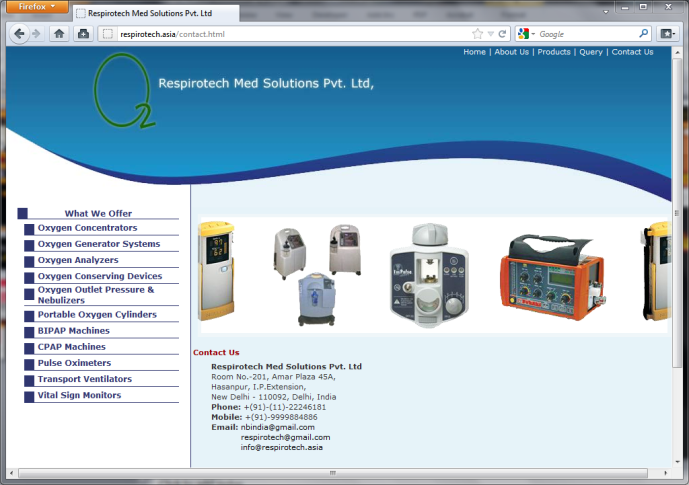 Firefox
Respirotech Med Solutions Pvt. Ltd
respirotech.asia/contact.html
Google
Home | About Us | Products | Query | Contact Us
O2
Respirotech Med Solutions Pvt. Ltd,
What We Offer
Oxygen Concentrators
Oxygen Generator Systems
Oxygen Analyzers
Oxygen Conserving Devices
Oxygen Outlet Pressure &
Nebulizers
Portable Oxygen Cylinders
BIPAP Machines
CPAP Machines
Pulse Oximeters
Transport Ventilators
Vital Sign Monitors
Contact Us
Respirotech Med Solutions Pvt. Ltd
Room No.-201, Amar Plaza 45A,
Hasanpur, I.P.Extension,
New Delhi - 110092, Delhi, India
Phone: +(91)-(11)-22246181
Mobile: +(91)-9999884886
Email: nbindia@gmail.com
respirotech@gmail.com
info@respirotech.asia